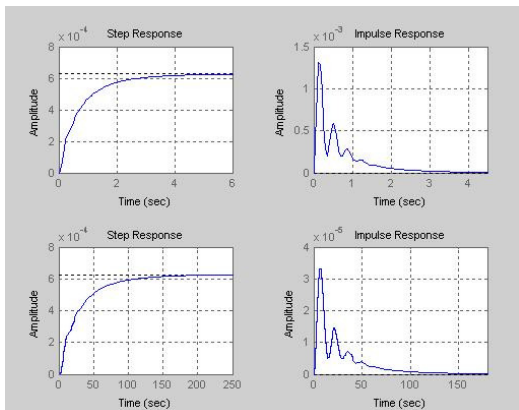 Step Response
x 10^-4
8
6
4
2
0
Amplitude
0 2 4 6
Time (sec)
Impulse Response
x 10^-3
1.5
1
0.5
0
Amplitude
0 1 2 3 4
Time (sec)
Step Response
x 10^-4
8
6
4
2
0
Amplitude
0 50 100 150 200 250
Time (sec)
Impulse Response
x 10^-5
4
3
2
1
0
Amplitude
0 50 100 150
Time (sec)